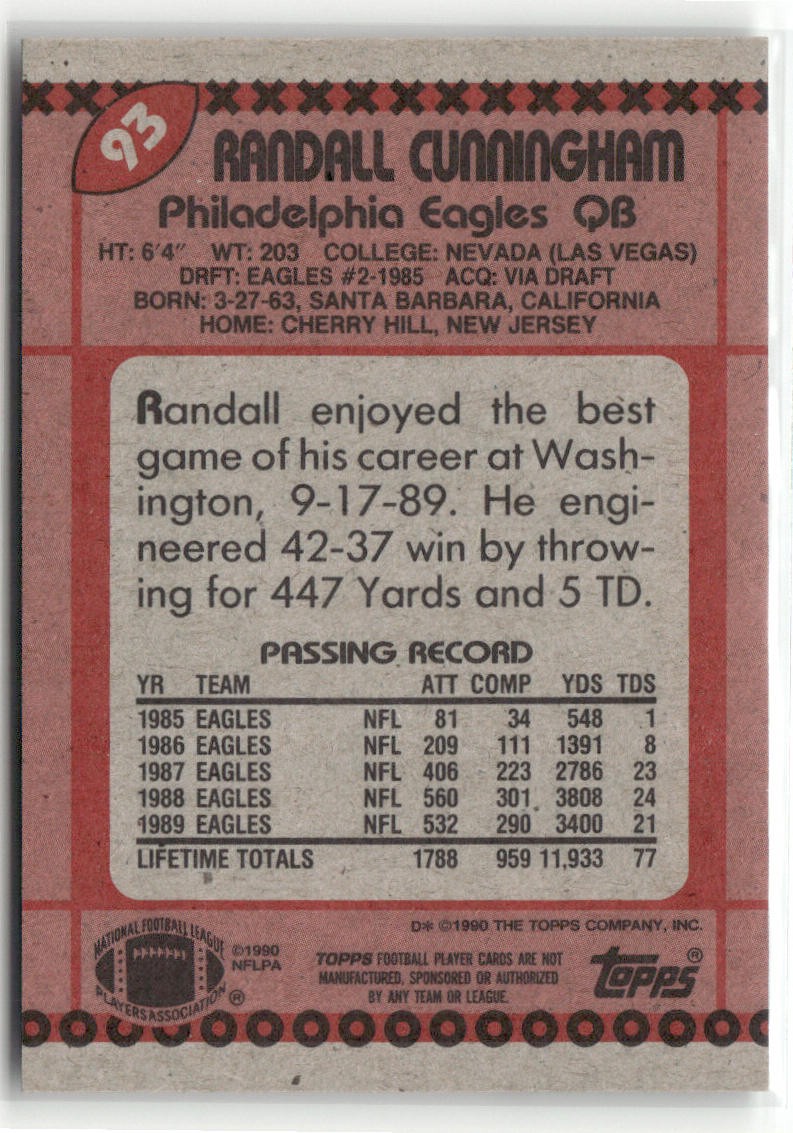 93
RANDALL CUNNINGHAM
Philadelphia Eagles QB
HT: 6'4" WT: 203 COLLEGE: NEVADA (LAS VEGAS)
DRFT: EAGLES #2-1985 ACQ: VIA DRAFT
BORN: 3-27-63, SANTA BARBARA, CALIFORNIA
HOME: CHERRY HILL, NEW JERSEY
Randall enjoyed the best
game of his career at Wash-
ington, 9-17-89. He engi-
neered 42-37 win by throw-
ing for 447 Yards and 5 TD.
PASSING RECORD
YR TEAM ATT COMP YDS TDS
1985 EAGLES NFL 81 34 548 1
1986 EAGLES NFL 209 111 1391 8
1987 EAGLES NFL 406 223 2786 23
1988 EAGLES NFL 560 301 3808 24
1989 EAGLES NFL 532 290 3400 21
LIFETIME TOTALS 1788 959 11,933 77
D* ©1990 THE TOPPS COMPANY, INC.
NATIONAL FOOTBALL LEAGUE
PLAYERS ASSOCIATION ®
©1990
NFLPA
TOPPS FOOTBALL PLAYER CARDS ARE NOT
MANUFACTURED, SPONSORED OR AUTHORIZED
BY ANY TEAM OR LEAGUE.
topps®